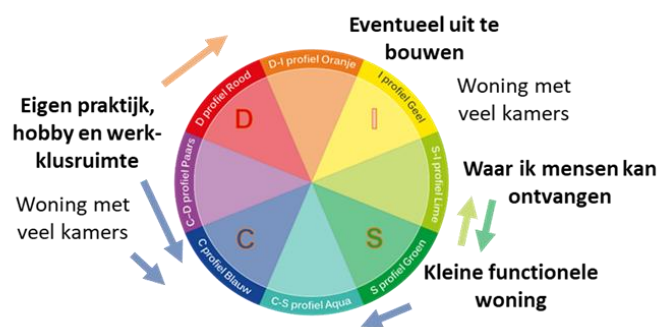 Eventueel uit te
bouwen
Eigen praktijk,
hobby en werk-
klusruimte
Woning met
veel kamers
D profiel Rood
D-I profiel Oranje
I profiel Geel
S-I profiel Lime
S profiel Groen
C-S profiel Aqua
C profiel Blauw
C-D profiel Paars
D
I
C
S
Woning met
veel kamers
Waar ik mensen kan
ontvangen
Kleine functionele
woning